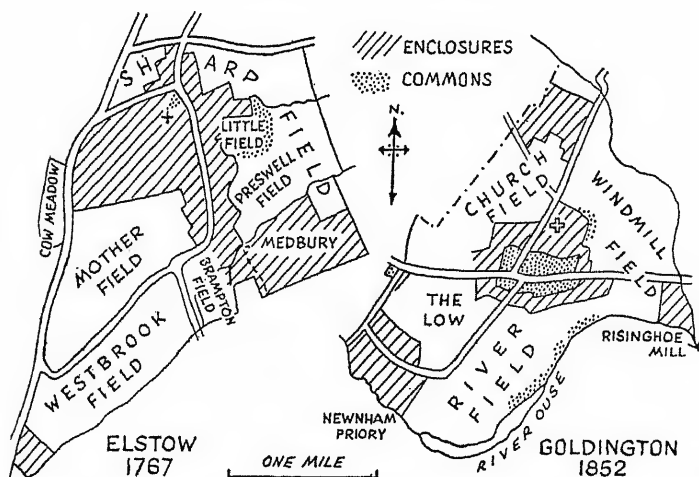 SHARP FIELD
LITTLE FIELD
PRESWELL FIELD
COW MEADOW
MOTHER FIELD
MEDBURY
BRAMPTON FIELD
WESTBROOK FIELD
ELSTOW
1767
ENCLOSURES
COMMONS
N.
CHURCH FIELD
WINDMILL FIELD
THE LOW
RIVER FIELD
RISINGHOE MILL
NEWNHAM PRIORY
RIVER OUSE
GOLDINGTON
1852
ONE MILE